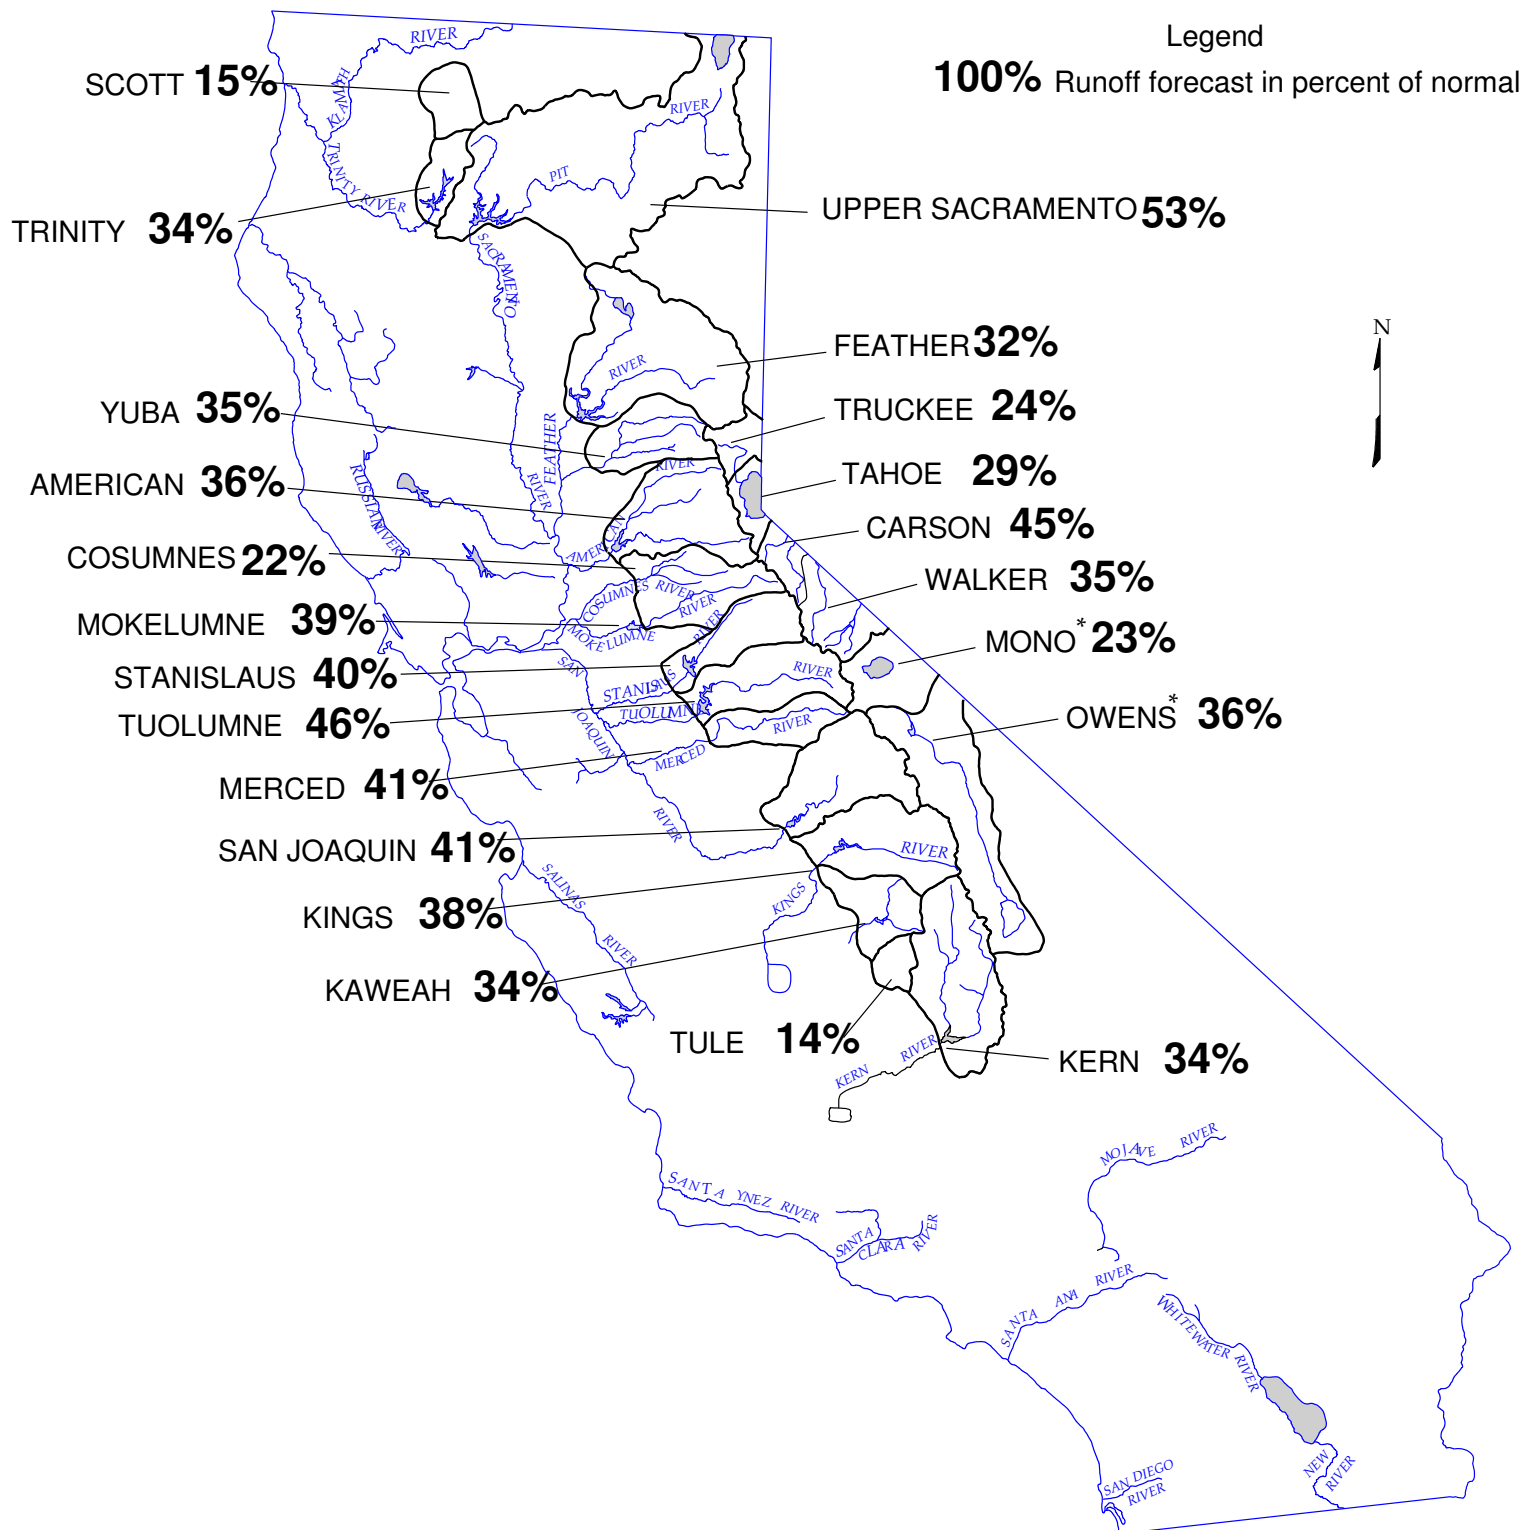 Legend
100% Runoff forecast in percent of normal
RIVER
KLAMATH
SCOTT 15%
TRINITY RIVER
TRINITY 34%
RIVER
PIT
UPPER SACRAMENTO 53%
SACRAMENTO
RIVER
N
FEATHER 32%
RIVER
TRUCKEE 24%
YUBA 35%
FEATHER
TAHOE 29%
RIVER
AMERICAN 36%
AMERICAN
CARSON 45%
RUSSIAN
RIVER
COSUMNES 22%
WALKER 35%
COSUMNES RIVER
MOKELUMNE 39%
MOKELUMNE
RIVER
MONO* 23%
STANISLAUS 40%
STANISLAUS
RIVER
TUOLUMNE 46%
TUOLUMNE
RIVER
OWENS* 36%
MERCED 41%
MERCED
RIVER
SAN
JOAQUIN
RIVER
SAN JOAQUIN 41%
KINGS 38%
KINGS
RIVER
SALINAS
RIVER
KAWEAH 34%
TULE 14%
KERN 34%
KERN
RIVER
MOJAVE RIVER
SANTA YNEZ RIVER
SANTA
CLARA
RIVER
SANTA ANA RIVER
WHITEWATER RIVER
NEW
RIVER
SAN DIEGO
RIVER